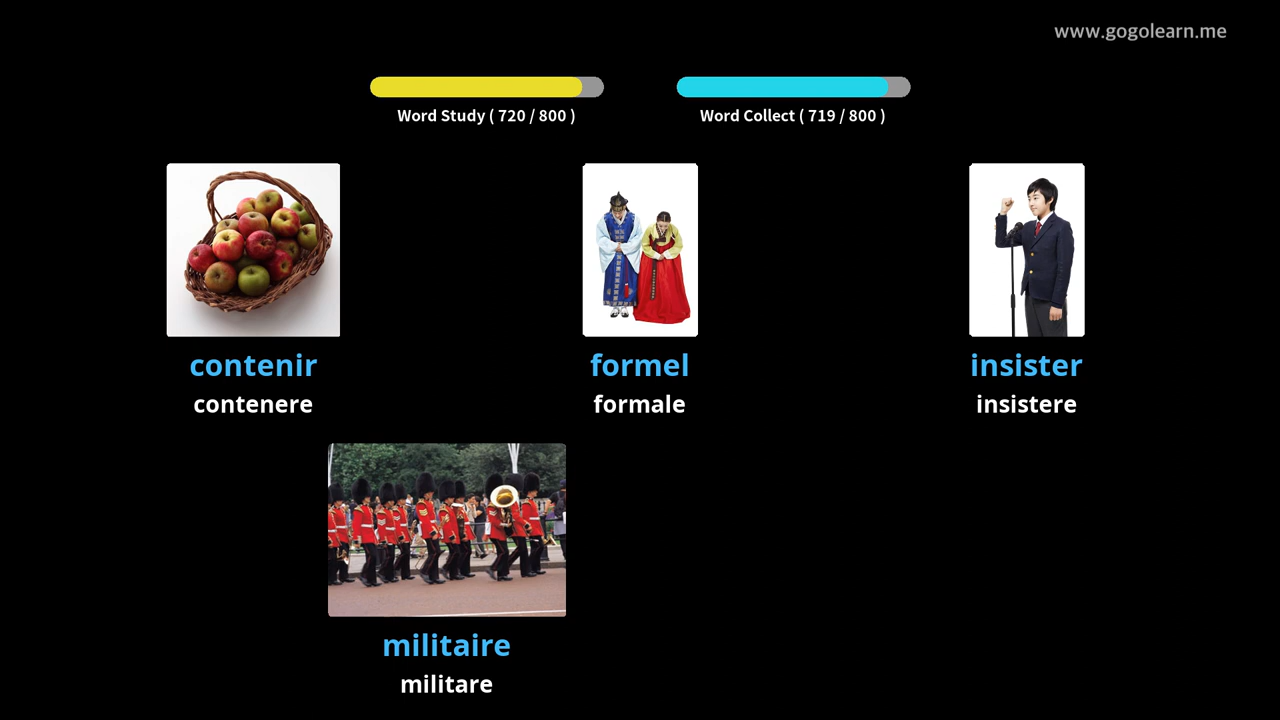 www.gogolearn.me
Word Study ( 720 / 800 )
Word Collect ( 719 / 800 )
contenir
contenere
formel
formale
insister
insistere
militaire
militare